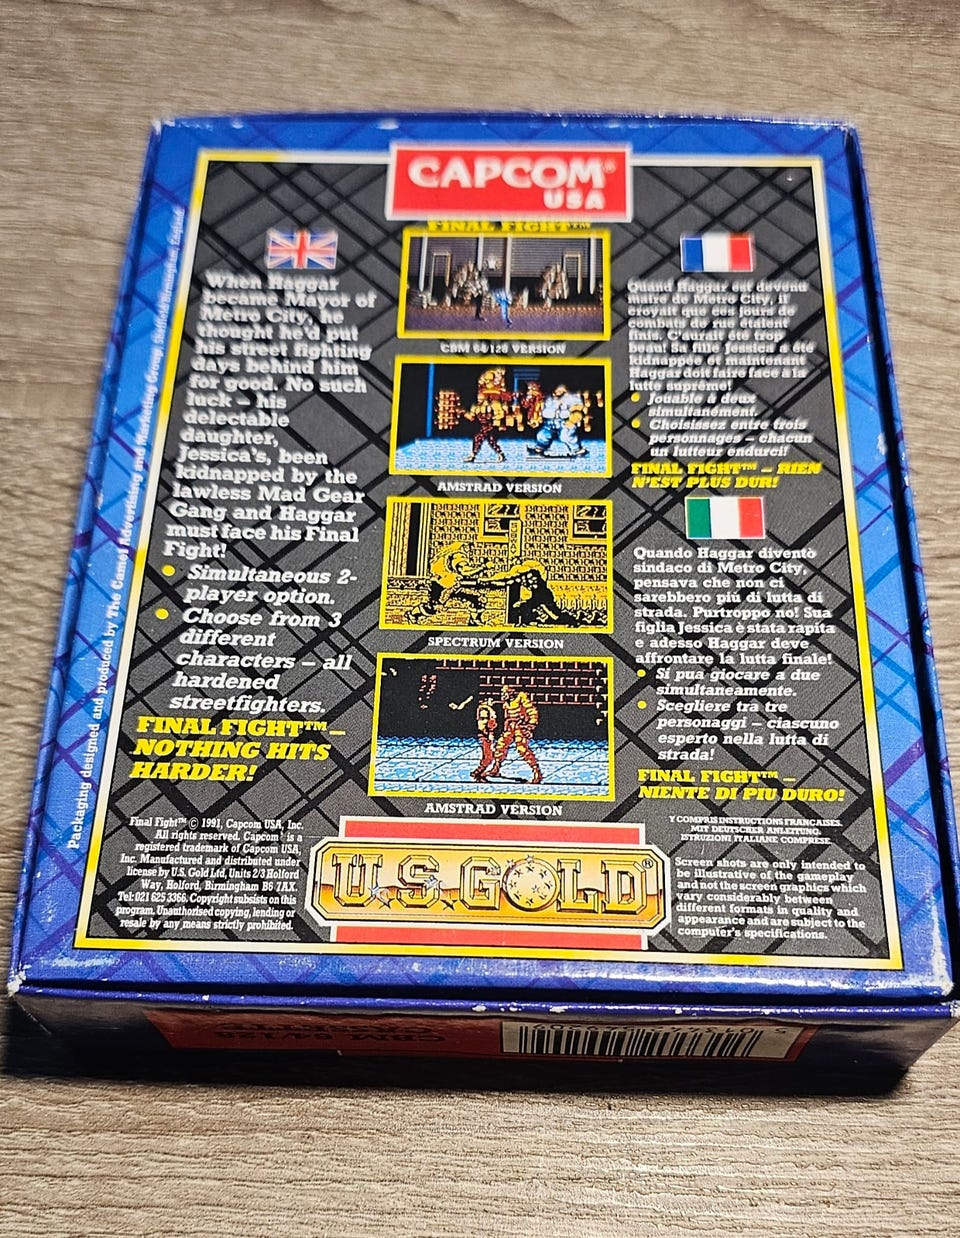 CAPCOM®
USA
FINAL FIGHT™
When Haggar
became Mayor of
Metro City, he
thought he'd put
his street fighting
days behind him
for good. No such
luck – his
delectable
daughter,
Jessica's, been
kidnapped by the
lawless Mad Gear
Gang and Haggar
must face his Final
Fight!
• Simultaneous 2-
player option.
• Choose from 3
different
characters – all
hardened
streetfighters.
FINAL FIGHT™ –
NOTHING HITS
HARDER!
CBM 64/128 VERSION
AMSTRAD VERSION
SPECTRUM VERSION
AMSTRAD VERSION
Quand Haggar est devenu
maire de Metro City, il
croyait que ces jours de
combats de rue étaient
finis. C'aurait été trop
beau! Sa fille Jessica a été
kidnappée et maintenant
Haggar doit faire face a la
lutte suprême!
• Jouable à deux
simultanément.
• Choisissez entre trois
personnages – chacun
un lutteur endurci!
FINAL FIGHT™ – RIEN
N'EST PLUS DUR!
Quando Haggar diventò
sindaco di Metro City,
pensava che non ci
sarebbero piú di lutta di
strada. Purtroppo no! Sua
figlia Jessica è stata rapita
e adesso Haggar deve
affrontare la lutta finale!
• Si pua giocare a due
simultaneamente.
• Scegliere tra tre
personaggi – ciascuno
esperto nella lutta di
strada!
FINAL FIGHT™ –
NIENTE DI PIU DURO!
Y COMPRIS INSTRUCTIONS FRANCAISES.
MIT DEUTSCHER ANLEITUNG.
ISTRUZIONI ITALIANE COMPRESE.
Final Fight™ © 1991, Capcom USA, Inc.
All rights reserved. Capcom is a
registered trademark of Capcom USA,
Inc. Manufactured and distributed under
license by U.S. Gold Ltd, Units 2/3 Holford
Way, Holford, Birmingham B6 7AX.
Tel: 021 625 3366. Copyright subsists on this
program. Unauthorised copying, lending or
resale by any means strictly prohibited.
U.S. GOLD®
Screen shots are only intended to
be illustrative of the gameplay
and not the screen graphics which
vary considerably between
different formats in quality and
appearance and are subject to the
computer's specifications.
Packaging designed and produced by The Camos Advertising and Marketing Group, Sheffield/Birmingham, England
CBM 64/128
CASSETTE